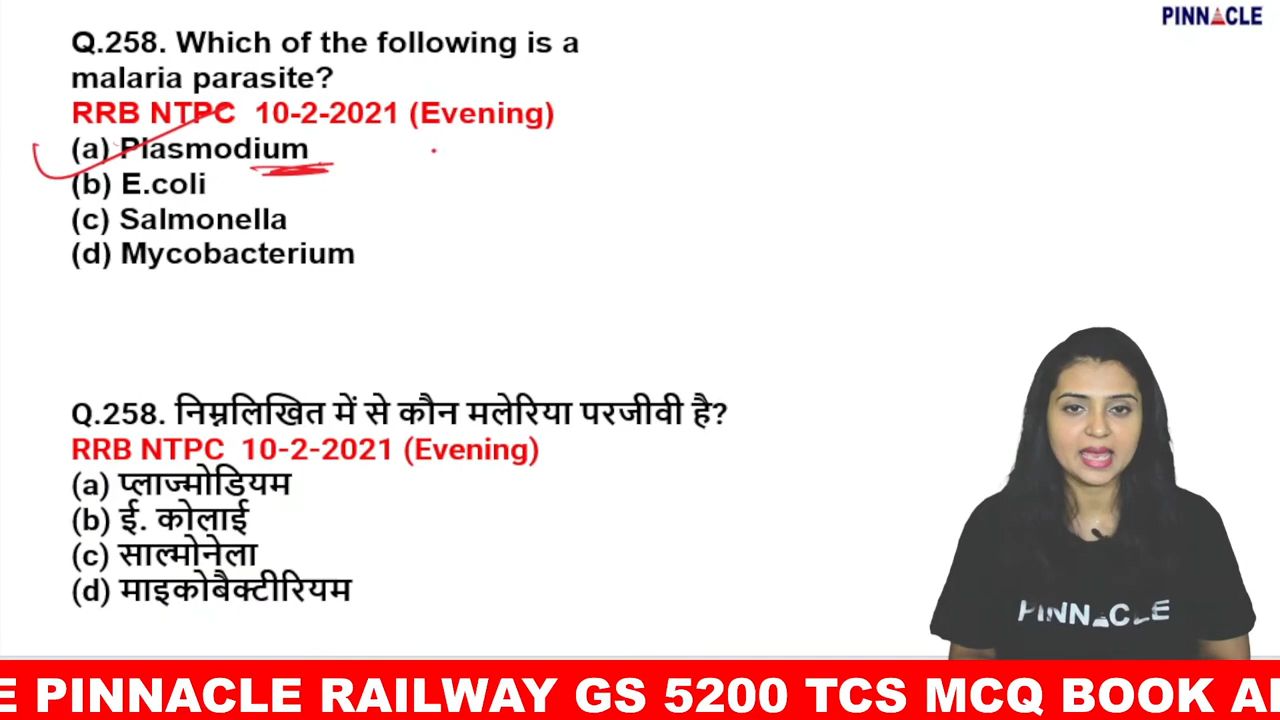 PINNACLE
Q.258. Which of the following is a
malaria parasite?
RRB NTPC 10-2-2021 (Evening)
(a) Plasmodium
(b) E.coli
(c) Salmonella
(d) Mycobacterium
Q.258. निम्नलिखित में से कौन मलेरिया परजीवी है?
RRB NTPC 10-2-2021 (Evening)
(a) प्लाज्मोडियम
(b) ई. कोलाई
(c) साल्मोनेला
(d) माइकोबैक्टीरियम
PINNACLE
E PINNACLE RAILWAY GS 5200 TCS MCQ BOOK